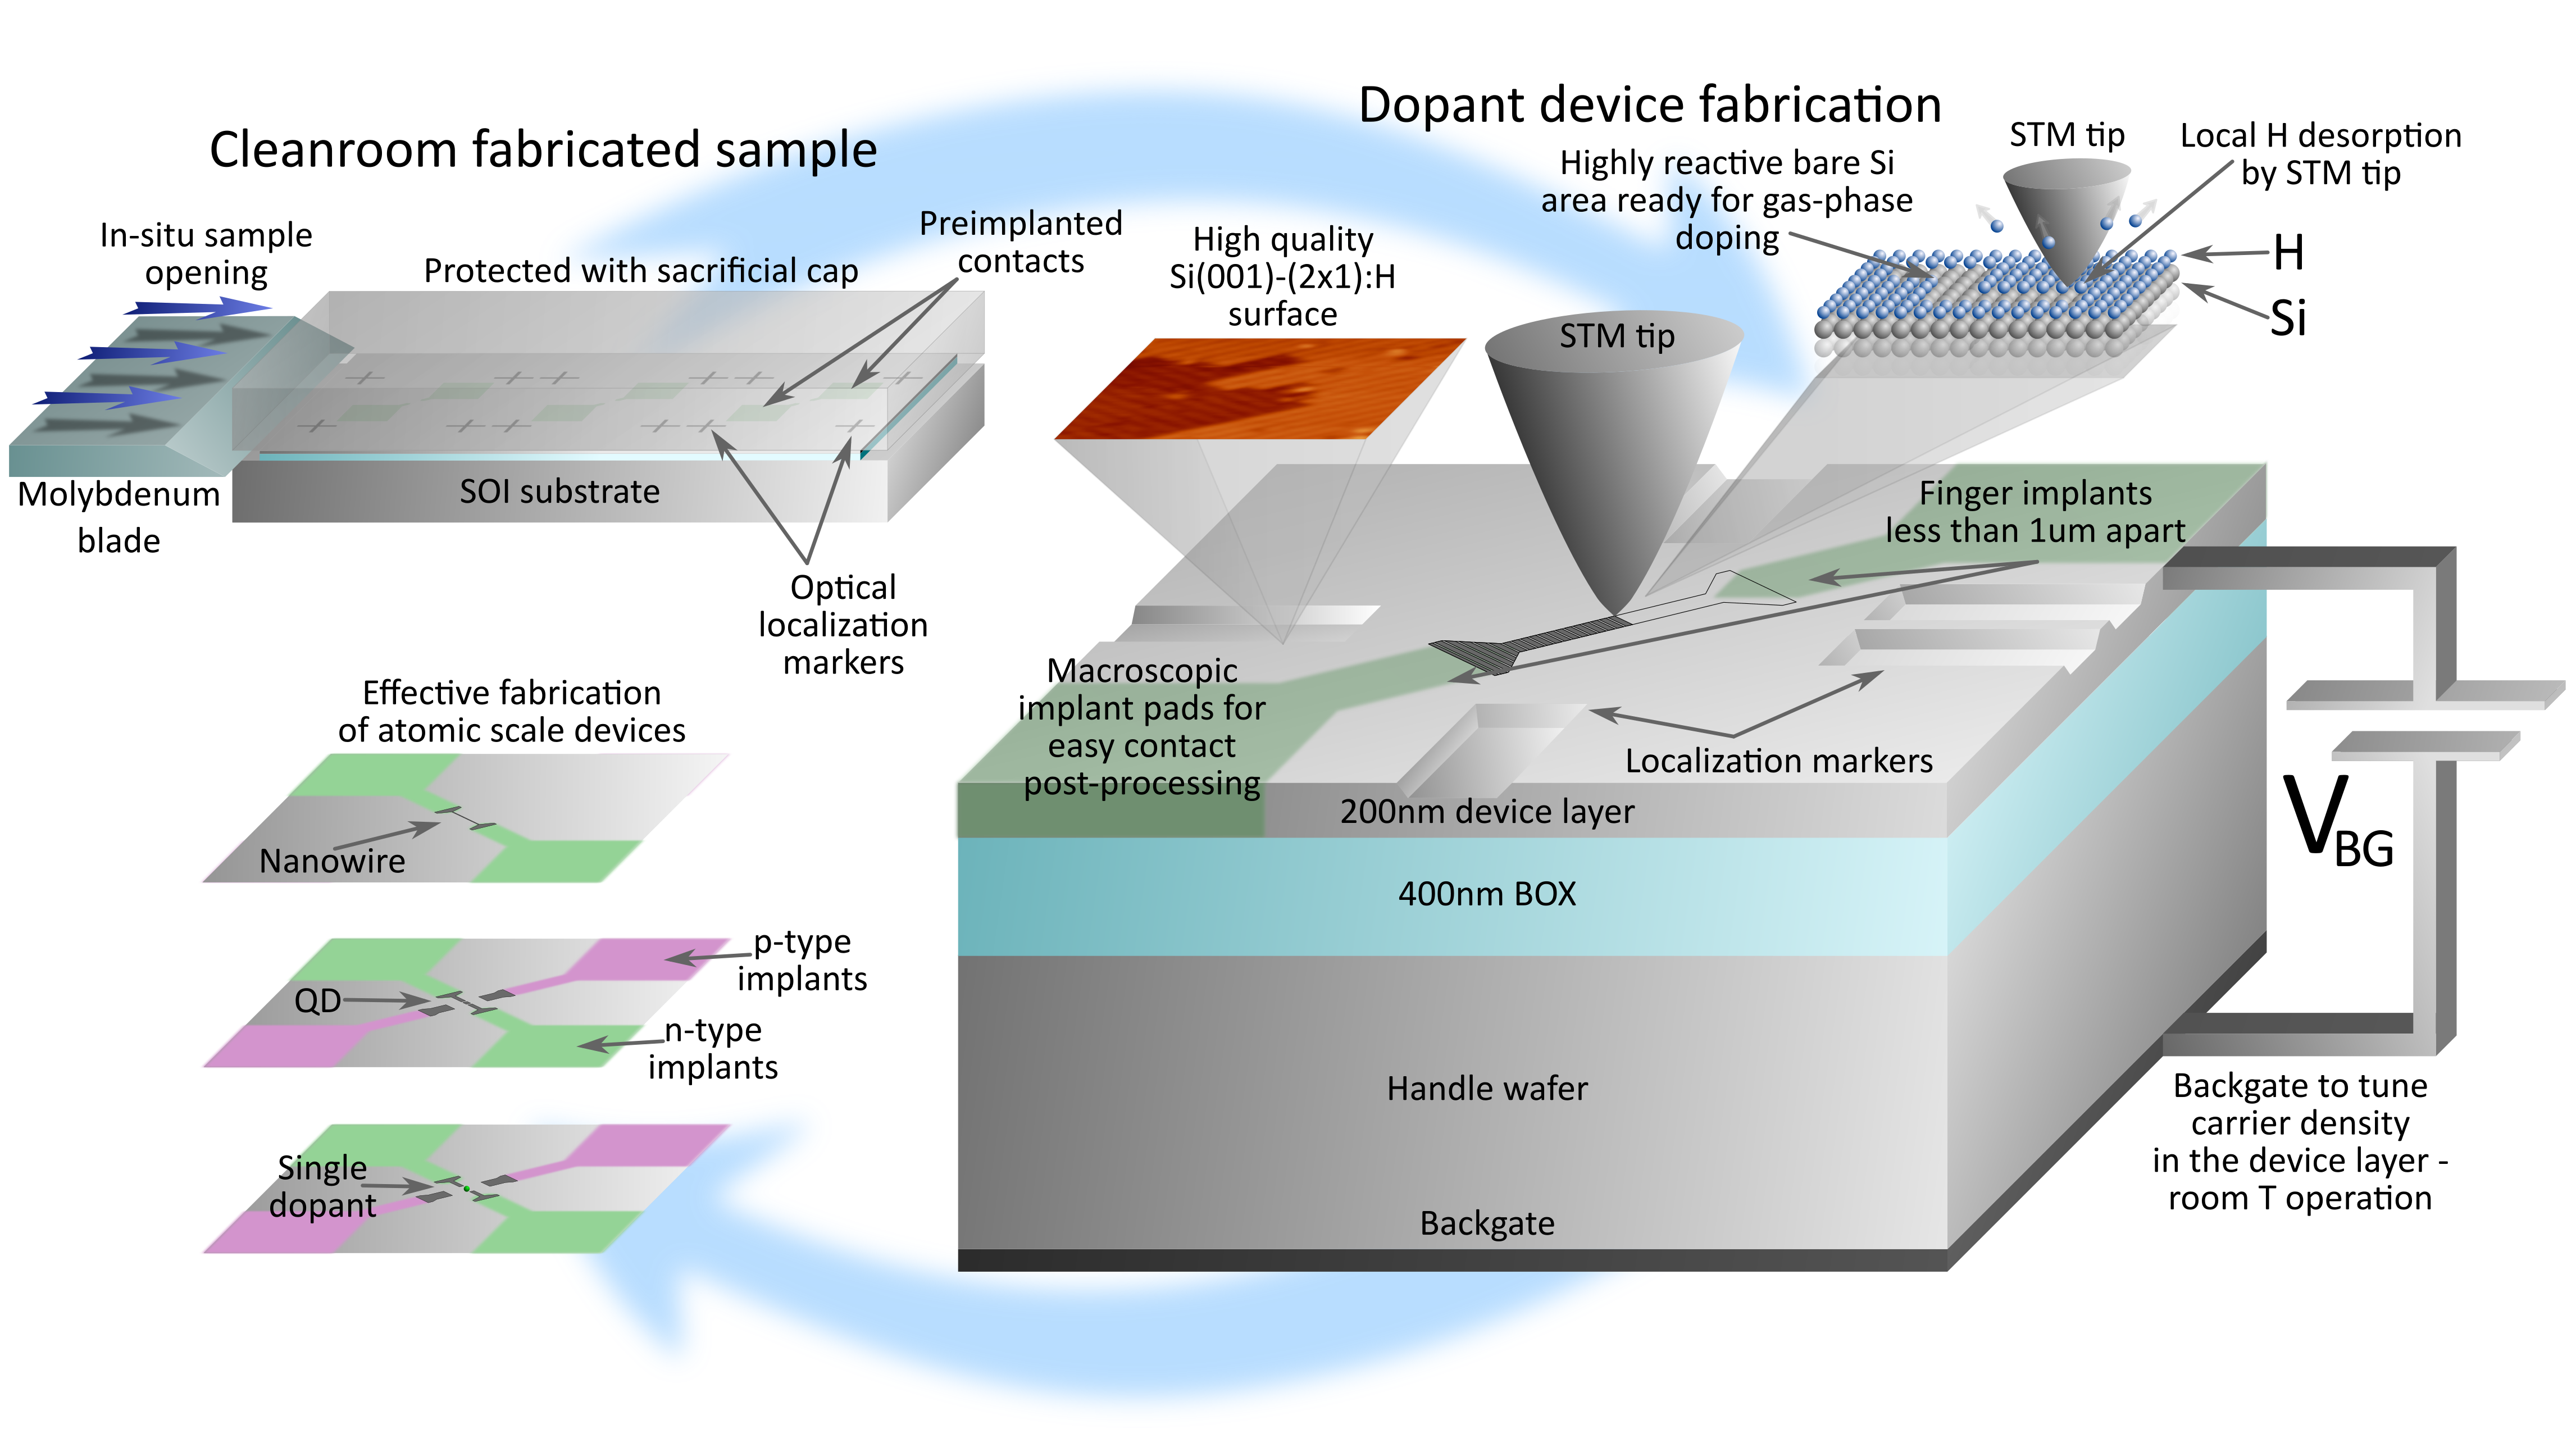 Cleanroom fabricated sample
In-situ sample
opening
Protected with sacrificial cap
Preimplanted
contacts
SOI substrate
Molybdenum
blade
Optical
localization
markers
Dopant device fabrication
Highly reactive bare Si
area ready for gas-phase
doping
STM tip
Local H desorption
by STM tip
H
Si
High quality
Si(001)-(2x1):H
surface
STM tip
Finger implants
less than 1um apart
Macroscopic
implant pads for
easy contact
post-processing
Localization markers
200nm device layer
400nm BOX
Handle wafer
Backgate
VBG
Backgate to tune
carrier density
in the device layer -
room T operation
Effective fabrication
of atomic scale devices
Nanowire
QD
p-type
implants
n-type
implants
Single
dopant